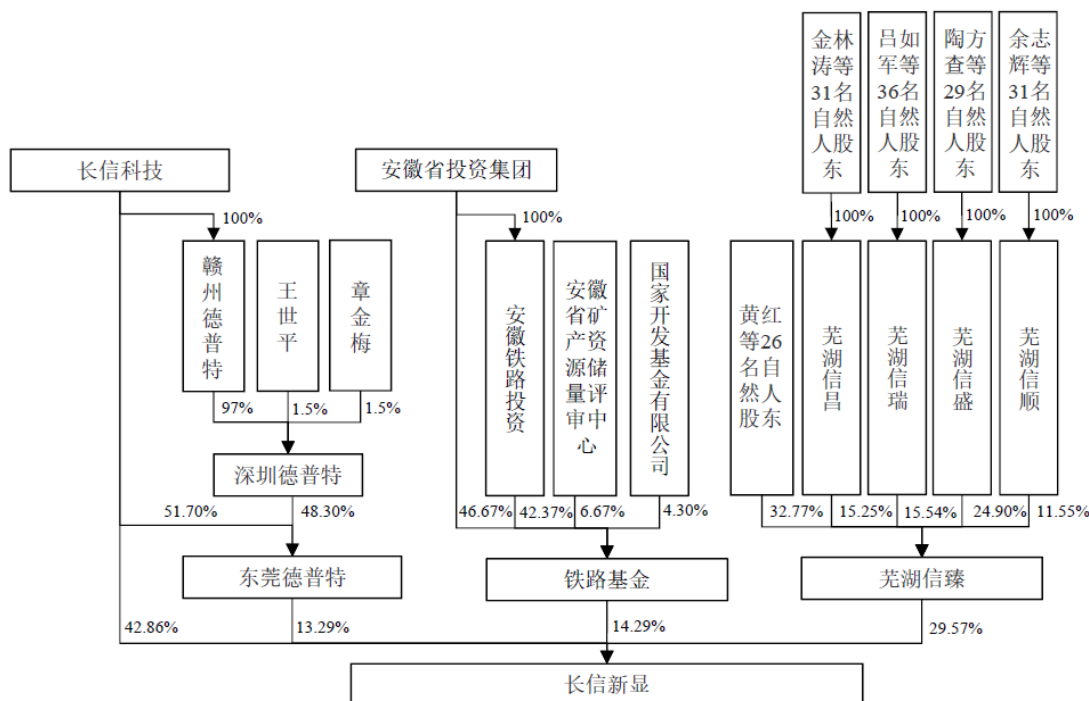 金林
涛等
31名
自然
人股
东
吕如
军等
36名
自然
人股
东
陶方
查等
29名
自然
人股
东
余志
辉等
31名
自然
人股
东
长信科技
安徽省投资集团
100%
100%
100%
100%
100%
100%
赣州德普特
王世平
章金梅
安徽铁路投资
安徽
省矿
产资
源储
量评
审中
心
国家开发基金有限公司
黄红
等26
名自
然人
股东
芜湖信昌
芜湖信瑞
芜湖信盛
芜湖信顺
97%
1.5%
1.5%
深圳德普特
51.70%
48.30%
46.67%
42.37%
6.67%
4.30%
32.77%
15.25%
15.54%
24.90%
11.55%
东莞德普特
铁路基金
芜湖信臻
42.86%
13.29%
14.29%
29.57%
长信新显